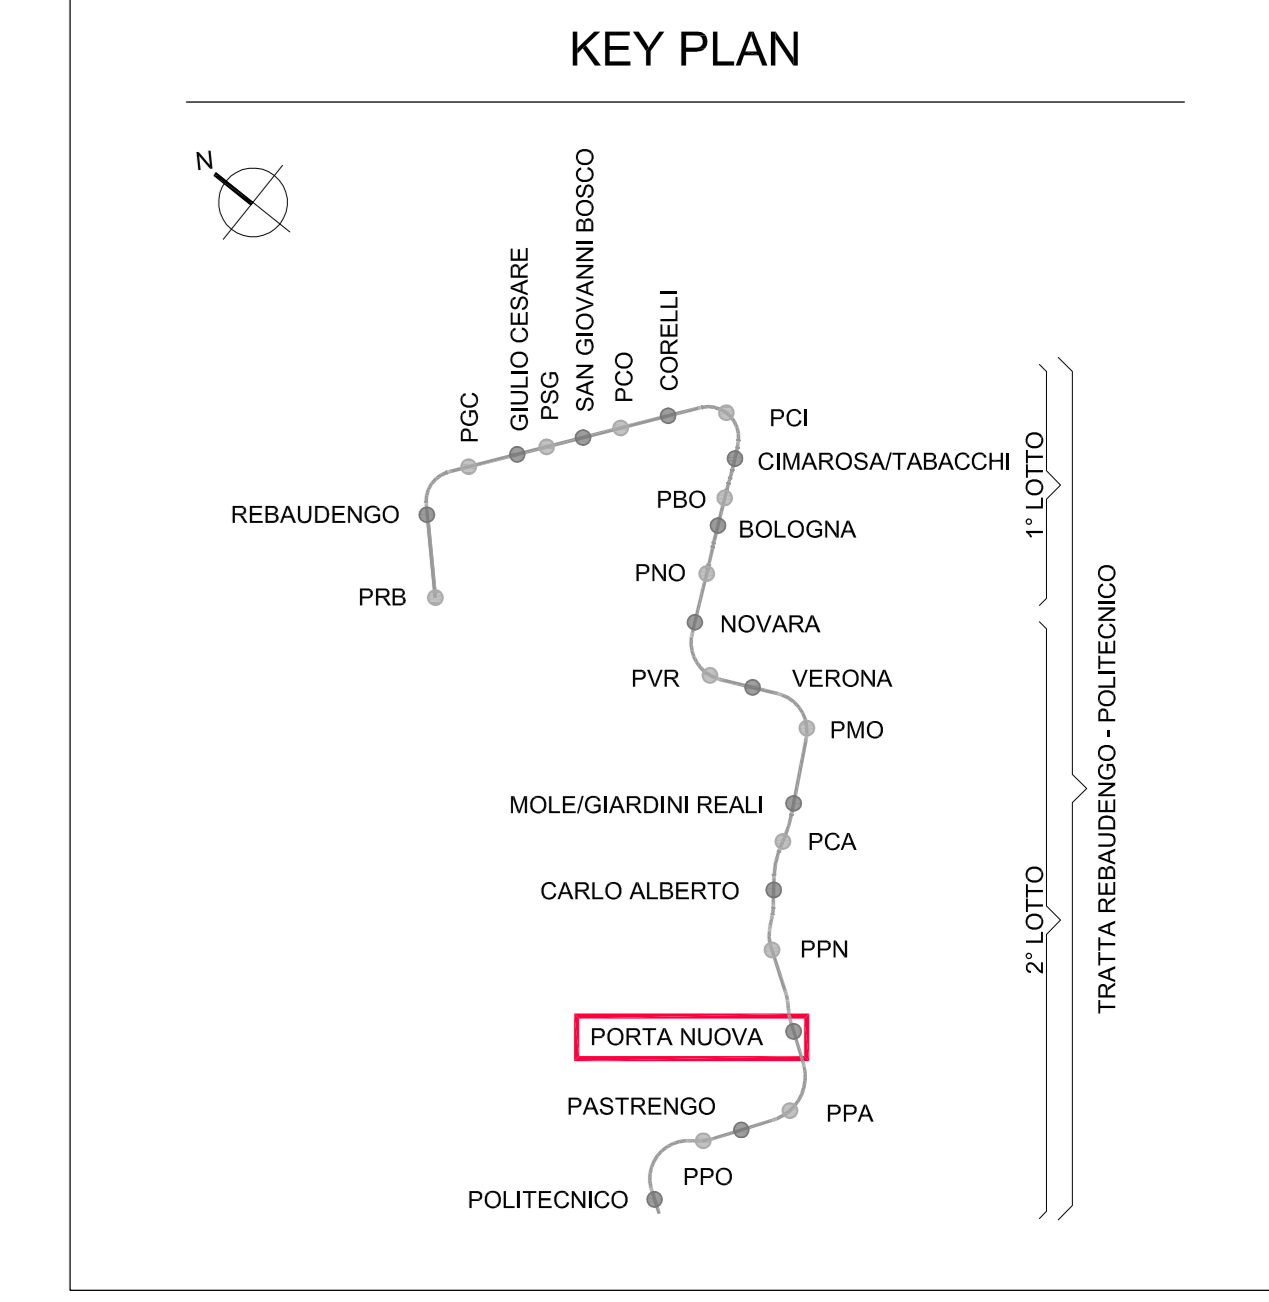 KEY PLAN
N
PGC
GIULIO CESARE
PSG
SAN GIOVANNI BOSCO
PCO
CORELLI
PCI
CIMAROSA/TABACCHI
PBO
REBAUDENGO
BOLOGNA
PNO
PRB
NOVARA
PVR
VERONA
PMO
MOLE/GIARDINI REALI
PCA
CARLO ALBERTO
PPN
PORTA NUOVA
PASTRENGO
PPA
PPO
POLITECNICO
1° LOTTO
2° LOTTO
TRATTA REBAUDENGO - POLITECNICO